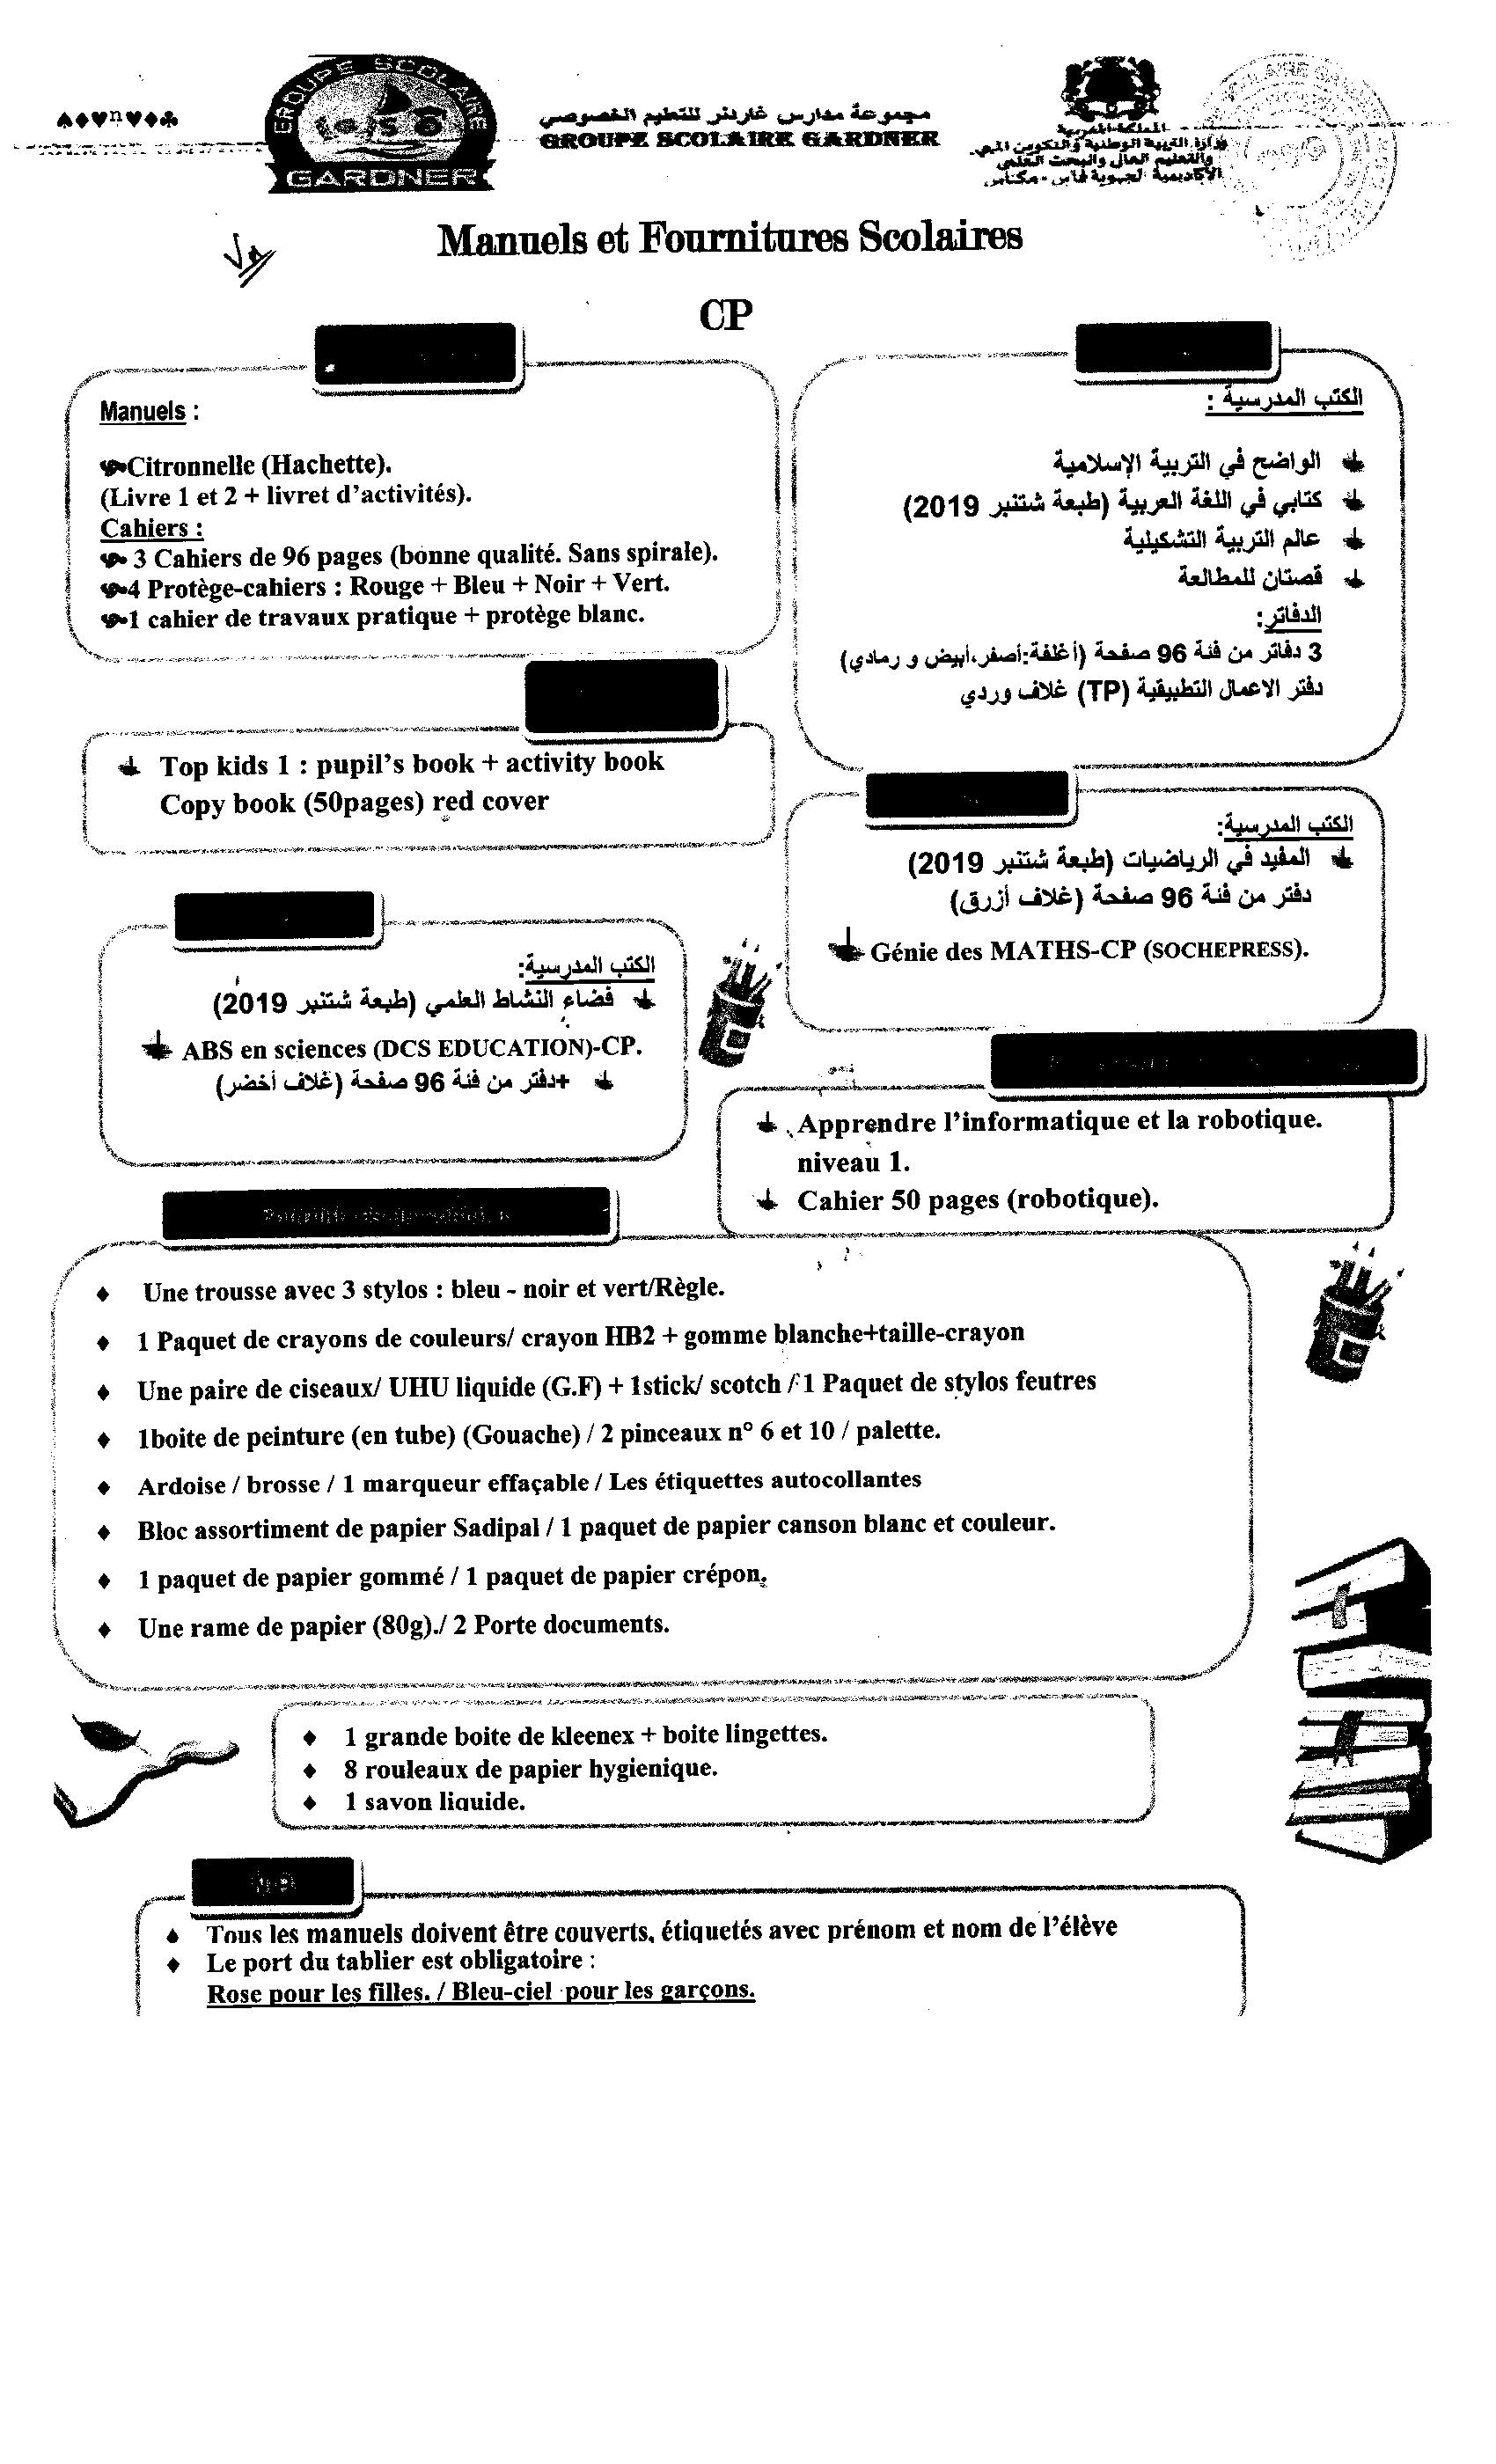 GROUPE SCOLAIRE
GARDNER
مجموعة مدارس غاردنر للتعليم الخصوصي
GROUPE SCOLAIRE GARDNER
المملكة المغربية
وزارة التربية الوطنية والتكوين المهني
والتعليم العالي والبحث العلمي
الأكاديمية الجهوية فاس - مكناس
Manuels et Fournitures Scolaires
CP
Manuels :
Citronnelle (Hachette).
(Livre 1 et 2 + livret d’activités).
Cahiers :
3 Cahiers de 96 pages (bonne qualité. Sans spirale).
4 Protège-cahiers : Rouge + Bleu + Noir + Vert.
1 cahier de travaux pratique + protège blanc.
الكتب المدرسية :
الواضح في التربية الإسلامية
كتابي في اللغة العربية (طبعة شتنبر 2019)
عالم التربية التشكيلية
قصتان للمطالعة
الدفاتر:
3 دفاتر من فئة 96 صفحة (أغلفة:أصفر،أبيض و رمادي)
دفتر الاعمال التطبيقية (TP) غلاف وردي
Top kids 1 : pupil’s book + activity book
Copy book (50pages) red cover
الكتب المدرسية:
المفيد في الرياضيات (طبعة شتنبر 2019)
دفتر من فئة 96 صفحة (غلاف أزرق)
Génie des MATHS-CP (SOCHEPRESS).
الكتب المدرسية:
فضاء النشاط العلمي (طبعة شتنبر 2019)
ABS en sciences (DCS EDUCATION)-CP.
+دفتر من فئة 96 صفحة (غلاف أخضر)
Apprendre l’informatique et la robotique.
niveau 1.
Cahier 50 pages (robotique).
♦ Une trousse avec 3 stylos : bleu - noir et vert/Règle.
♦ 1 Paquet de crayons de couleurs/ crayon HB2 + gomme blanche+taille-crayon
♦ Une paire de ciseaux/ UHU liquide (G.F) + 1stick/ scotch / 1 Paquet de stylos feutres
♦ 1boite de peinture (en tube) (Gouache) / 2 pinceaux n° 6 et 10 / palette.
♦ Ardoise / brosse / 1 marqueur effaçable / Les étiquettes autocollantes
♦ Bloc assortiment de papier Sadipal / 1 paquet de papier canson blanc et couleur.
♦ 1 paquet de papier gommé / 1 paquet de papier crépon.
♦ Une rame de papier (80g)./ 2 Porte documents.
♦ 1 grande boite de kleenex + boite lingettes.
♦ 8 rouleaux de papier hygienique.
♦ 1 savon liquide.
♦ Tous les manuels doivent être couverts, étiquetés avec prénom et nom de l’élève
♦ Le port du tablier est obligatoire :
Rose pour les filles. / Bleu-ciel pour les garçons.